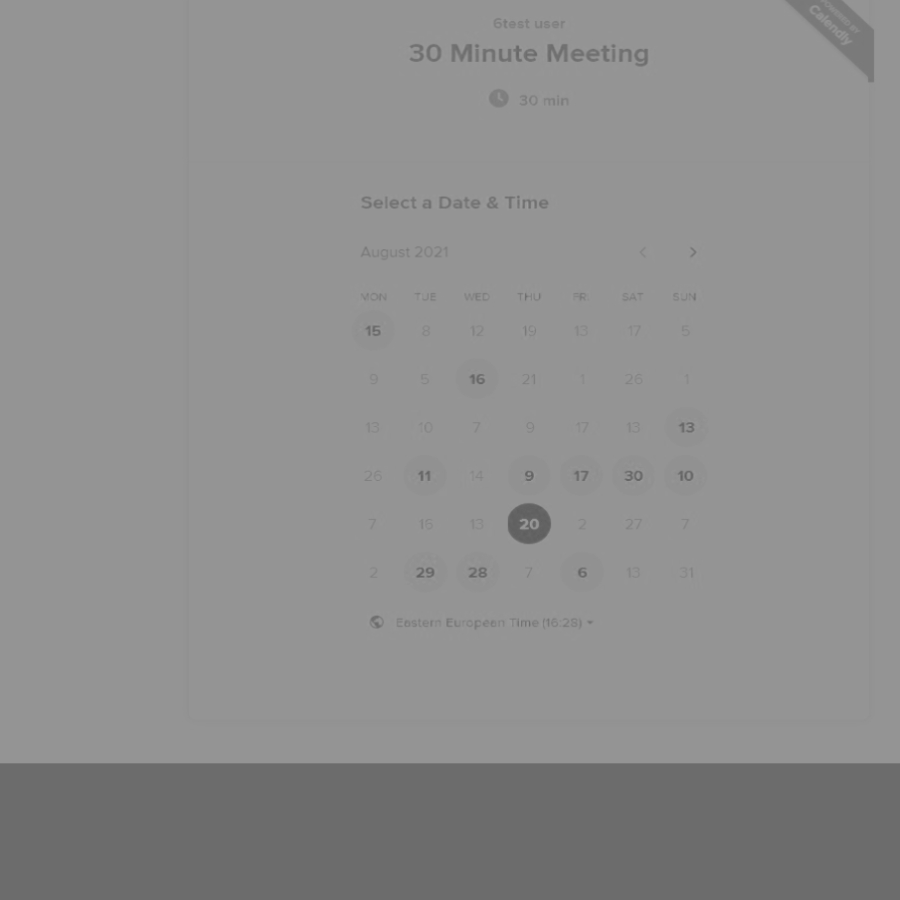 6test user
30 Minute Meeting
30 min
POWERED BY
Calendly
Select a Date & Time
August 2021
MON TUE WED THU FRI SAT SUN
15 8 12 19 13 17 5
9 5 16 21 1 26 1
13 10 7 9 17 13 13
26 11 14 9 17 30 10
7 16 13 20 2 27 7
2 29 28 7 6 13 31
Eastern European Time (16:28)